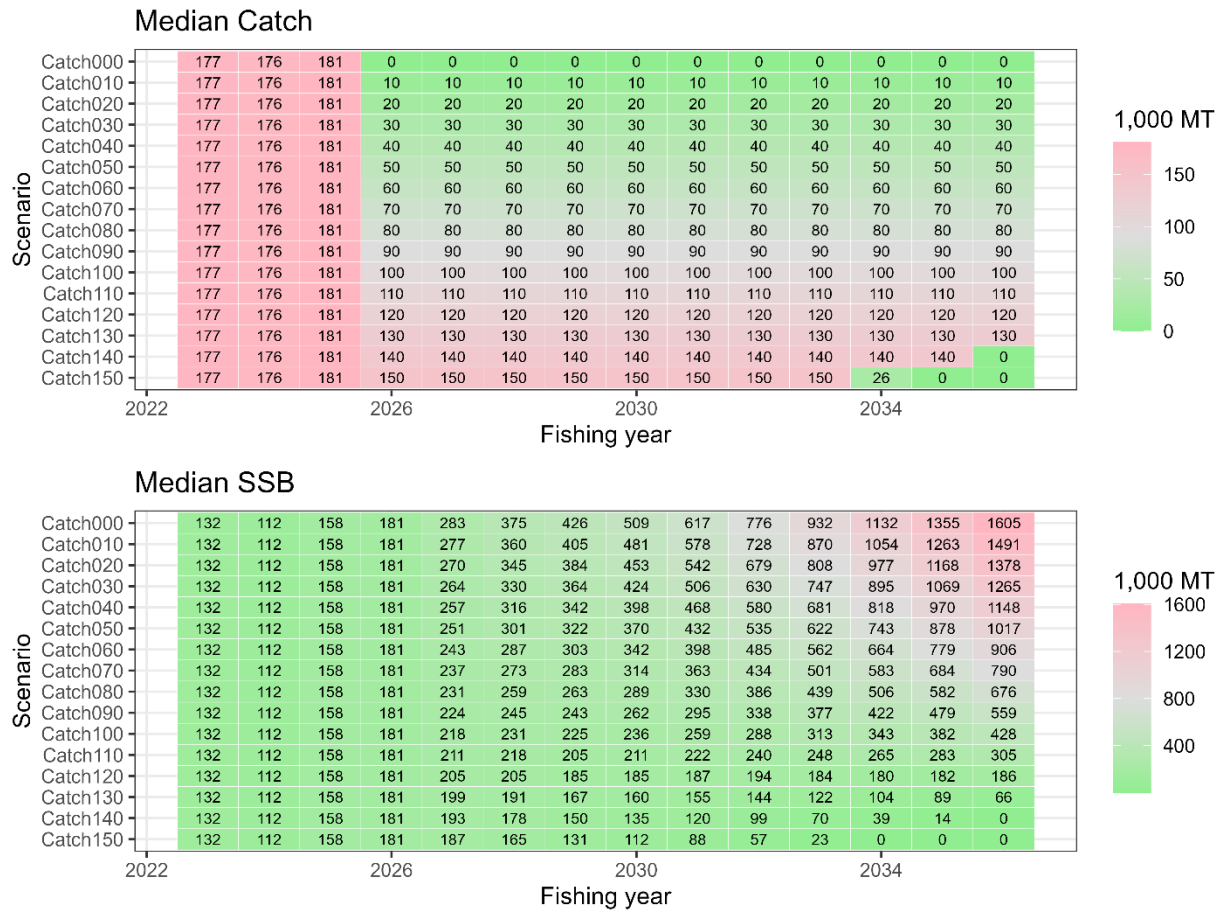 Median Catch
Catch000 177 176 181 0 0 0 0 0 0 0 0 0 0 0
Catch010 177 176 181 10 10 10 10 10 10 10 10 10 10 10
Catch020 177 176 181 20 20 20 20 20 20 20 20 20 20 20
Catch030 177 176 181 30 30 30 30 30 30 30 30 30 30 30
Catch040 177 176 181 40 40 40 40 40 40 40 40 40 40 40
Catch050 177 176 181 50 50 50 50 50 50 50 50 50 50 50
Catch060 177 176 181 60 60 60 60 60 60 60 60 60 60 60
Catch070 177 176 181 70 70 70 70 70 70 70 70 70 70 70
Catch080 177 176 181 80 80 80 80 80 80 80 80 80 80 80
Catch090 177 176 181 90 90 90 90 90 90 90 90 90 90 90
Catch100 177 176 181 100 100 100 100 100 100 100 100 100 100 100
Catch110 177 176 181 110 110 110 110 110 110 110 110 110 110 110
Catch120 177 176 181 120 120 120 120 120 120 120 120 120 120 120
Catch130 177 176 181 130 130 130 130 130 130 130 130 130 130 130
Catch140 177 176 181 140 140 140 140 140 140 140 140 140 140 0
Catch150 177 176 181 150 150 150 150 150 150 150 150 26 0 0
2022 2026 2030 2034
Fishing year
Scenario
1,000 MT
150
100
50
0
Median SSB
Catch000 132 112 158 181 283 375 426 509 617 776 932 1132 1355 1605
Catch010 132 112 158 181 277 360 405 481 578 728 870 1054 1263 1491
Catch020 132 112 158 181 270 345 384 453 542 679 808 977 1168 1378
Catch030 132 112 158 181 264 330 364 424 506 630 747 895 1069 1265
Catch040 132 112 158 181 257 316 342 398 468 580 681 818 970 1148
Catch050 132 112 158 181 251 301 322 370 432 535 622 743 878 1017
Catch060 132 112 158 181 243 287 303 342 398 485 562 664 779 906
Catch070 132 112 158 181 237 273 283 314 363 434 501 583 684 790
Catch080 132 112 158 181 231 259 263 289 330 386 439 506 582 676
Catch090 132 112 158 181 224 245 243 262 295 338 377 422 479 559
Catch100 132 112 158 181 218 231 225 236 259 288 313 343 382 428
Catch110 132 112 158 181 211 218 205 211 222 240 248 265 283 305
Catch120 132 112 158 181 205 205 185 185 187 194 184 180 182 186
Catch130 132 112 158 181 199 191 167 160 155 144 122 104 89 66
Catch140 132 112 158 181 193 178 150 135 120 99 70 39 14 0
Catch150 132 112 158 181 187 165 131 112 88 57 23 0 0 0
2022 2026 2030 2034
Fishing year
Scenario
1,000 MT
1600
1200
800
400